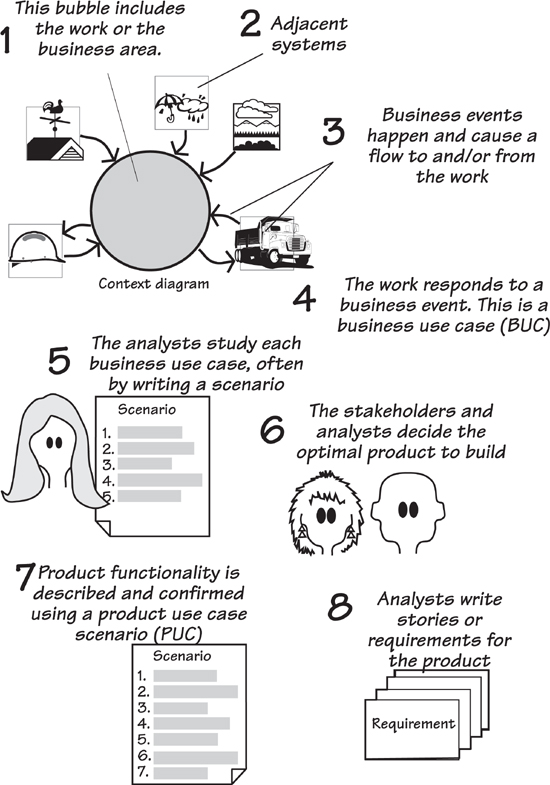 1
This bubble includes
the work or the
business area.
2
Adjacent
systems
3
Business events
happen and cause a
flow to and/or from
the work
Context diagram
4
The work responds to a
business event. This is a
business use case (BUC)
5
The analysts study each
business use case, often
by writing a scenario
Scenario
1.
2.
3.
4.
5.
6
The stakeholders and
analysts decide the
optimal product to build
7
Product functionality is
described and confirmed
using a product use case
scenario (PUC)
Scenario
1.
2.
3.
4.
5.
6.
7.
8
Analysts write
stories or
requirements for
the product
Requirement